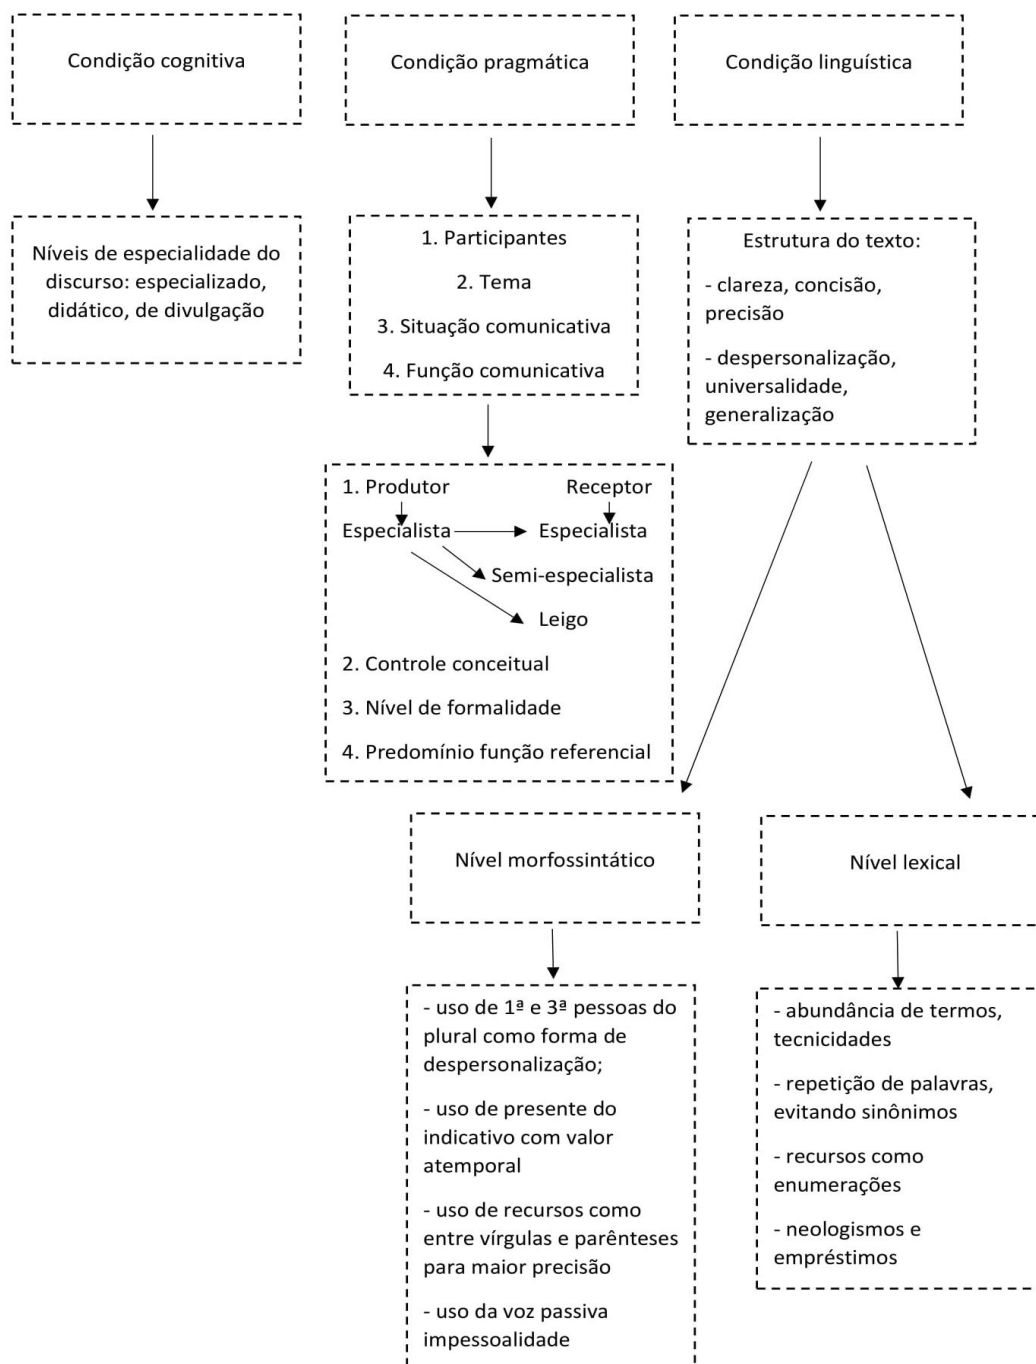 Condição cognitiva
Condição pragmática
Condição linguística
Níveis de especialidade do
discurso: especializado,
didático, de divulgação
1. Participantes
2. Tema
3. Situação comunicativa
4. Função comunicativa
Estrutura do texto:
- clareza, concisão,
precisão
- despersonalização,
universalidade,
generalização
1. Produtor Receptor
Especialista Especialista
Semi-especialista
Leigo
2. Controle conceitual
3. Nível de formalidade
4. Predomínio função referencial
Nível morfossintático
Nível lexical
- uso de 1ª e 3ª pessoas do
plural como forma de
despersonalização;
- uso de presente do
indicativo com valor
atemporal
- uso de recursos como
entre vírgulas e parênteses
para maior precisão
- uso da voz passiva
impessoalidade
- abundância de termos,
tecnicidades
- repetição de palavras,
evitando sinônimos
- recursos como
enumerações
- neologismos e
empréstimos